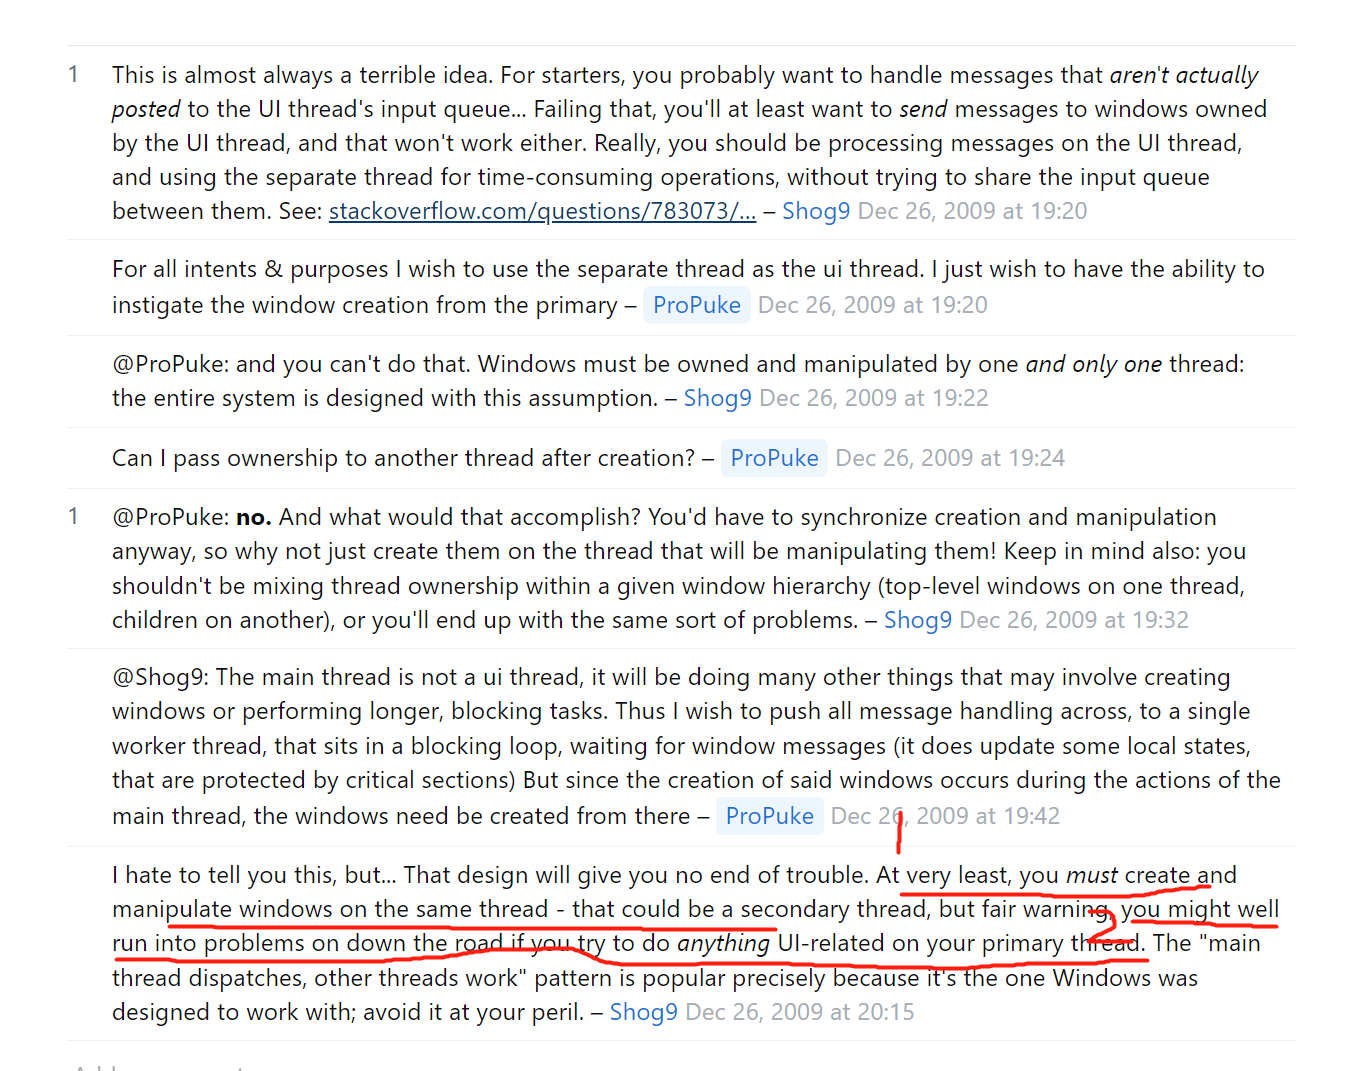 1 This is almost always a terrible idea. For starters, you probably want to handle messages that aren't actually
posted to the UI thread's input queue... Failing that, you'll at least want to send messages to windows owned
by the UI thread, and that won't work either. Really, you should be processing messages on the UI thread,
and using the separate thread for time-consuming operations, without trying to share the input queue
between them. See: stackoverflow.com/questions/783073/... – Shog9 Dec 26, 2009 at 19:20
For all intents & purposes I wish to use the separate thread as the ui thread. I just wish to have the ability to
instigate the window creation from the primary – ProPuke Dec 26, 2009 at 19:20
@ProPuke: and you can't do that. Windows must be owned and manipulated by one and only one thread:
the entire system is designed with this assumption. – Shog9 Dec 26, 2009 at 19:22
Can I pass ownership to another thread after creation? – ProPuke Dec 26, 2009 at 19:24
1 @ProPuke: no. And what would that accomplish? You'd have to synchronize creation and manipulation
anyway, so why not just create them on the thread that will be manipulating them! Keep in mind also: you
shouldn't be mixing thread ownership within a given window hierarchy (top-level windows on one thread,
children on another), or you'll end up with the same sort of problems. – Shog9 Dec 26, 2009 at 19:32
@Shog9: The main thread is not a ui thread, it will be doing many other things that may involve creating
windows or performing longer, blocking tasks. Thus I wish to push all message handling across, to a single
worker thread, that sits in a blocking loop, waiting for window messages (it does update some local states,
that are protected by critical sections) But since the creation of said windows occurs during the actions of the
main thread, the windows need be created from there – ProPuke Dec 26, 2009 at 19:42
1
I hate to tell you this, but... That design will give you no end of trouble. At very least, you must create and
manipulate windows on the same thread - that could be a secondary thread, but fair warning, you might well
2
run into problems on down the road if you try to do anything UI-related on your primary thread. The "main
thread dispatches, other threads work" pattern is popular precisely because it's the one Windows was
designed to work with; avoid it at your peril. – Shog9 Dec 26, 2009 at 20:15